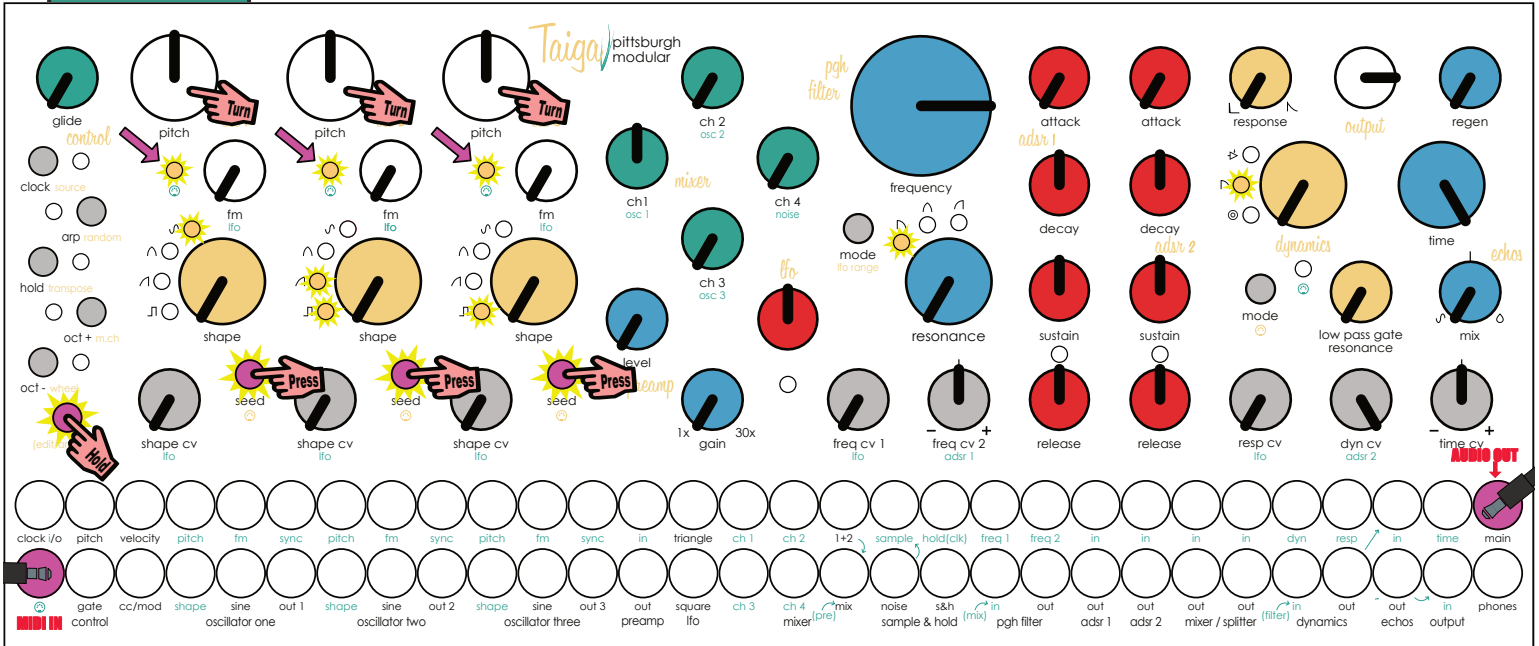 Taiga
pittsburgh
modular
pgh
filter
glide
pitch
pitch
pitch
Turn
Turn
Turn
ch 2
osc 2
frequency
attack
attack
response
output
regen
control
clock source
fm
lfo
fm
lfo
fm
lfo
ch1
osc 1
mixer
ch 4
noise
adsr 1
decay
decay
adsr 2
dynamics
time
echos
arp random
hold transpose
oct + m.ch
oct - wheel
mode
lfo range
ch 3
osc 3
lfo
shape
shape
shape
level
preamp
resonance
sustain
sustain
mode
low pass gate
resonance
mix
seed
Press
seed
Press
seed
Press
Hold
shape cv
lfo
shape cv
lfo
shape cv
lfo
1x
30x
gain
freq cv 1
lfo
- +
freq cv 2
adsr 1
release
release
resp cv
lfo
dyn cv
adsr 2
- +
time cv
AUDIO OUT
clock i/o pitch velocity pitch fm sync pitch fm sync pitch fm sync in triangle ch 1 ch 2 1+2 sample hold(clk) freq 1 freq 2 in in in in dyn resp in time main
gate cc/mod shape sine out 1 shape sine out 2 shape sine out 3 out square ch 3 ch 4 mix noise s&h in out out out out out in out out in phones
MIDI IN control oscillator one oscillator two oscillator three preamp lfo mixer (pre) sample & hold (mix) pgh filter adsr 1 adsr 2 mixer / splitter (filter) dynamics echos output